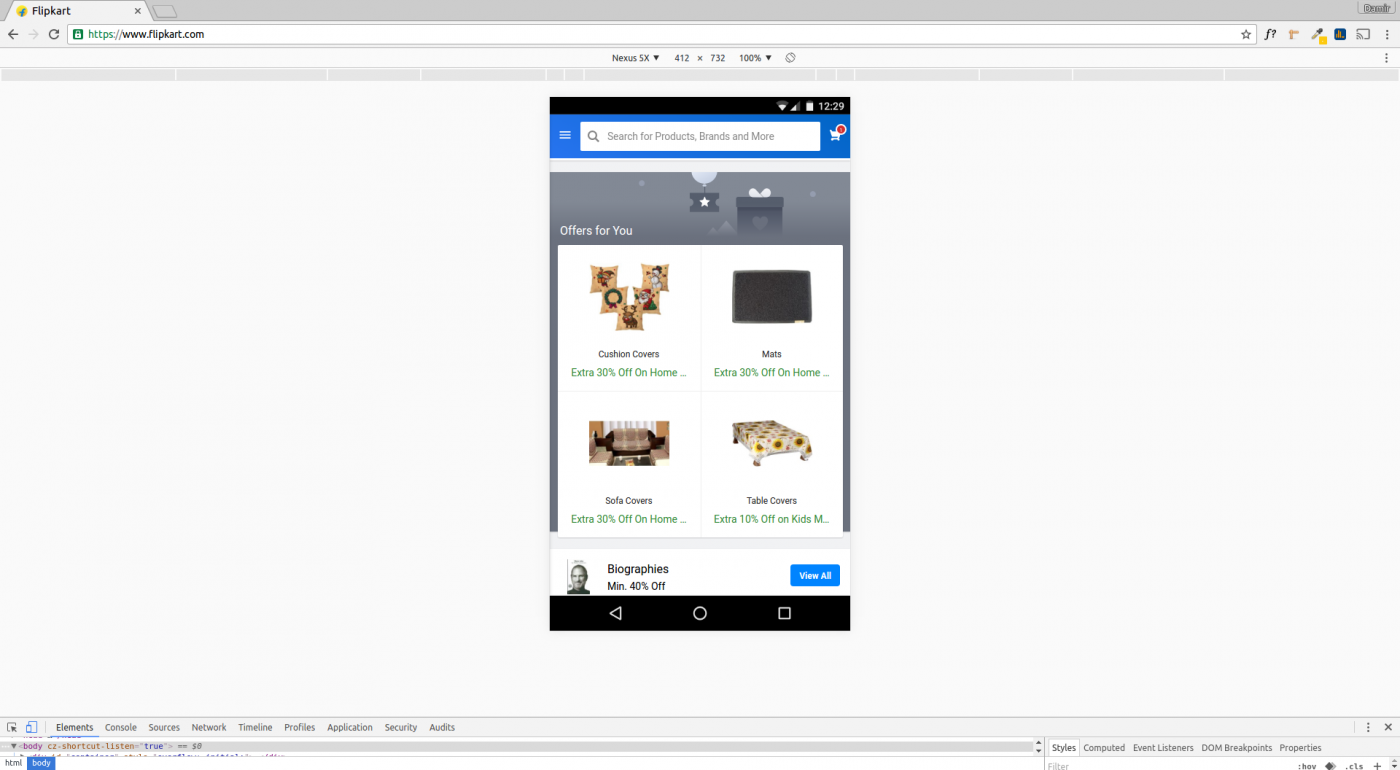 Flipkart
Damir
https://www.flipkart.com
f?
Nexus 5X 412 × 732 100%
12:29
Search for Products, Brands and More
Offers for You
Cushion Covers
Extra 30% Off On Home ...
Mats
Extra 30% Off On Home ...
Sofa Covers
Extra 30% Off On Home ...
Table Covers
Extra 10% Off on Kids M...
Biographies
Min. 40% Off
View All
Elements Console Sources Network Timeline Profiles Application Security Audits
<body cz-shortcut-listen="true"> == $0
html body
Styles Computed Event Listeners DOM Breakpoints Properties
Filter :hov .cls +